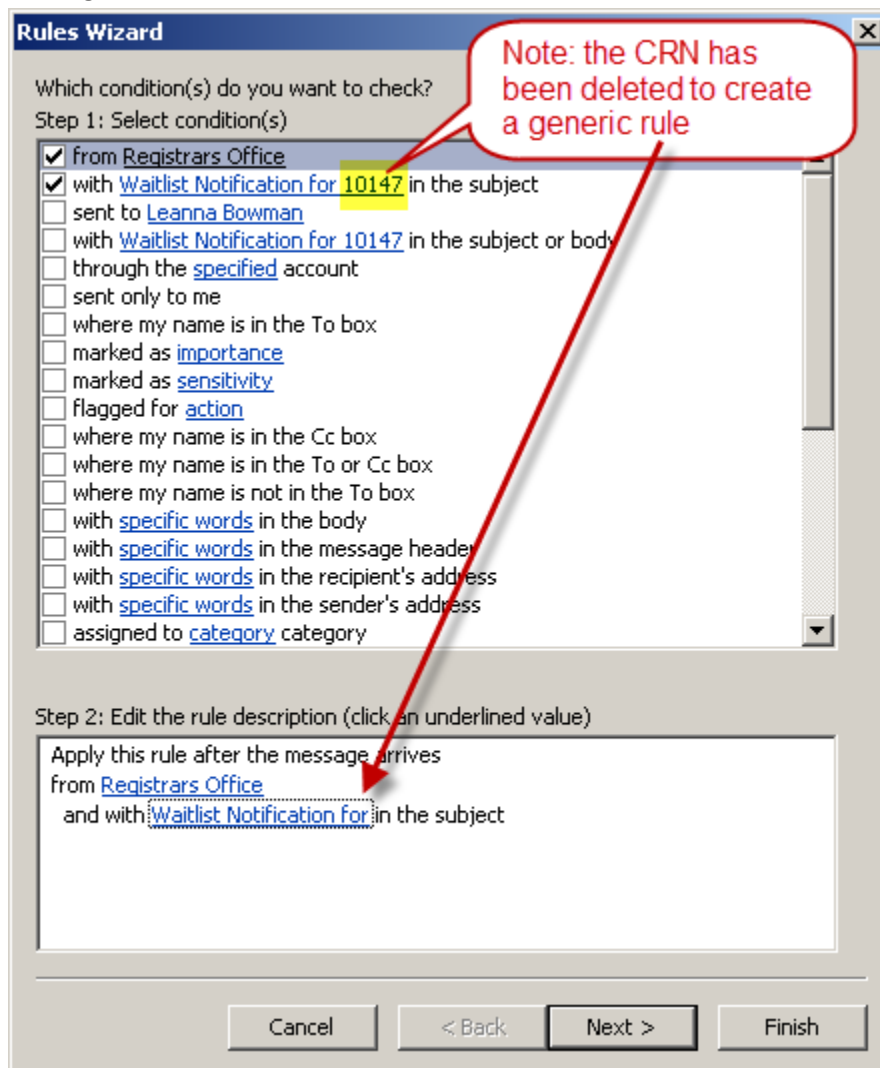 Rules Wizard
Note: the CRN has
been deleted to create
a generic rule
Which condition(s) do you want to check?
Step 1: Select condition(s)
from Registrars Office
with Waitlist Notification for 10147 in the subject
sent to Leanna Bowman
with Waitlist Notification for 10147 in the subject or body
through the specified account
sent only to me
where my name is in the To box
marked as importance
marked as sensitivity
flagged for action
where my name is in the Cc box
where my name is in the To or Cc box
where my name is not in the To box
with specific words in the body
with specific words in the message header
with specific words in the recipient's address
with specific words in the sender's address
assigned to category category
Step 2: Edit the rule description (click an underlined value)
Apply this rule after the message arrives
from Registrars Office
and with Waitlist Notification for in the subject
Cancel
< Back
Next >
Finish